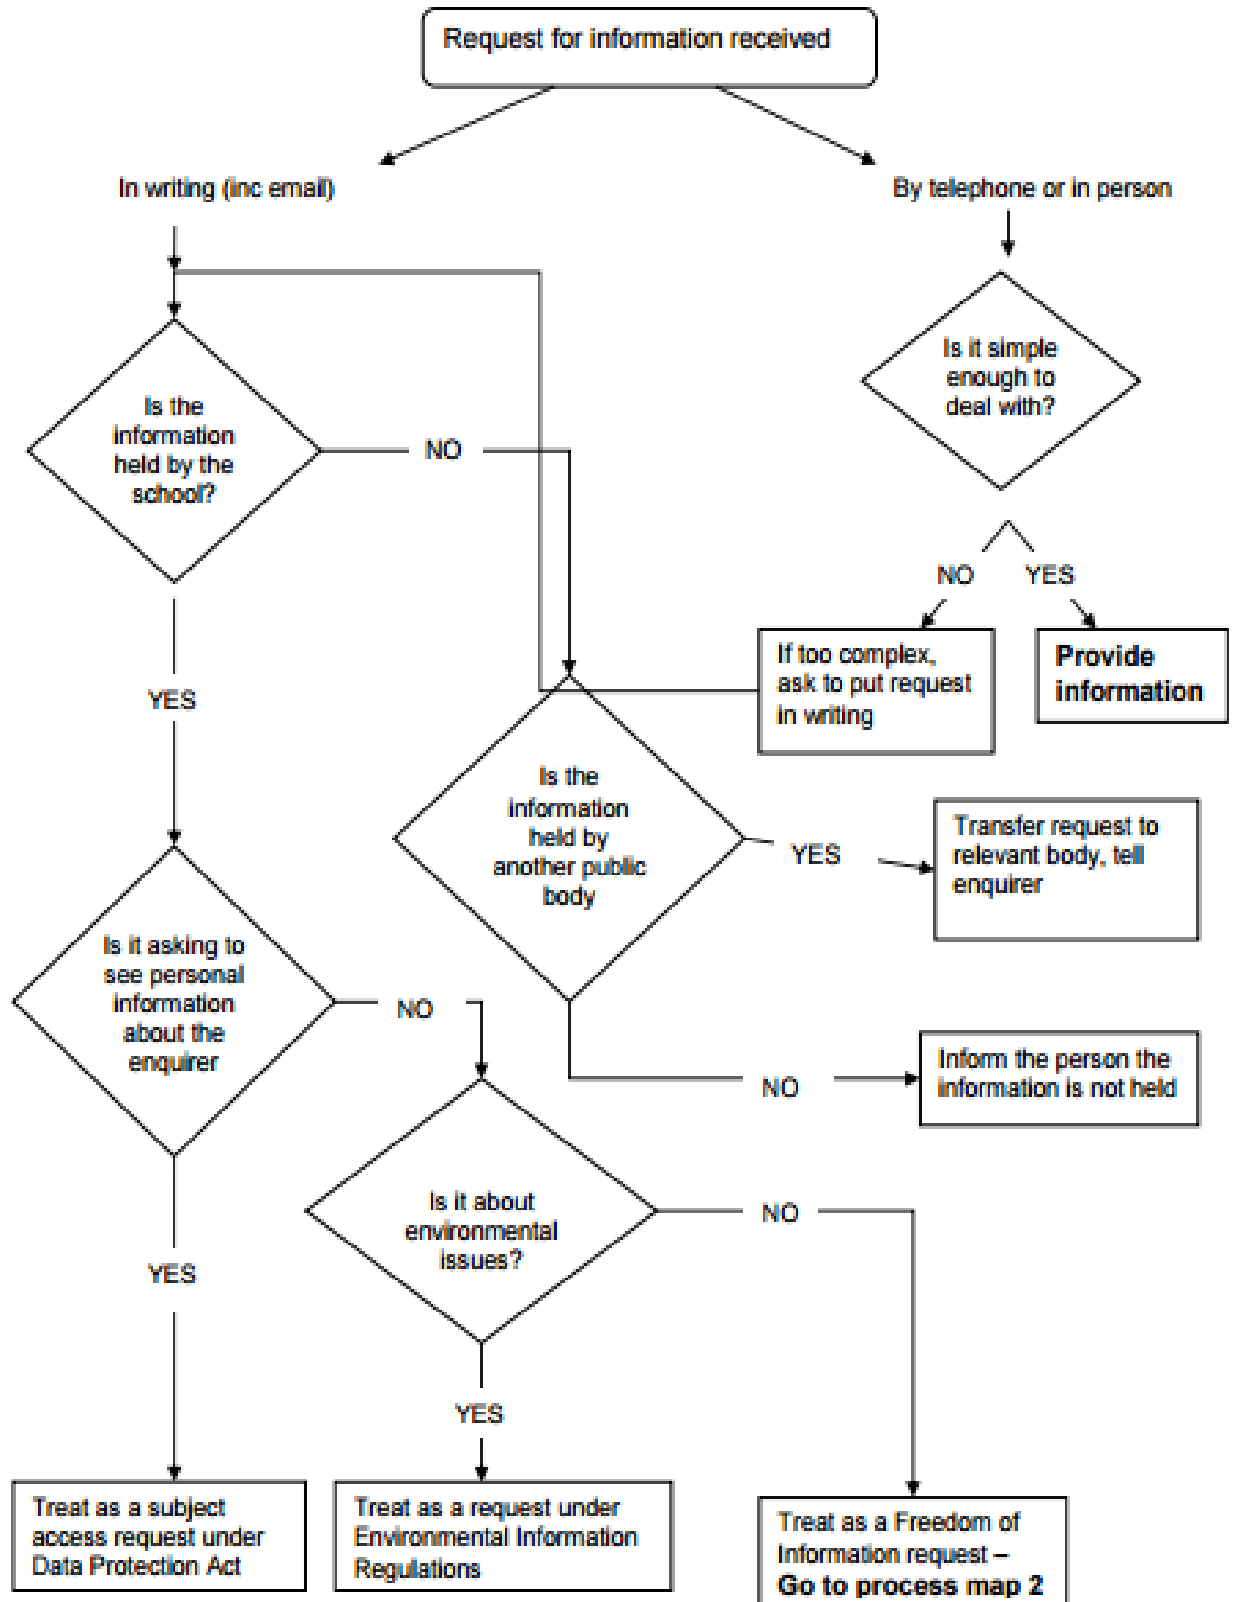 Request for information received
In writing (inc email)
By telephone or in person
Is it simple
enough to
deal with?
Is the
information
held by the
school?
NO
NO
YES
If too complex,
ask to put request
in writing
Provide
information
YES
Is the
information
held by
another public
body
YES
Transfer request to
relevant body, tell
enquirer
Is it asking to
see personal
information
about the
enquirer
NO
NO
Inform the person the
information is not held
Is it about
environmental
issues?
NO
YES
YES
Treat as a subject
access request under
Data Protection Act
Treat as a request under
Environmental Information
Regulations
Treat as a Freedom of
Information request –
Go to process map 2